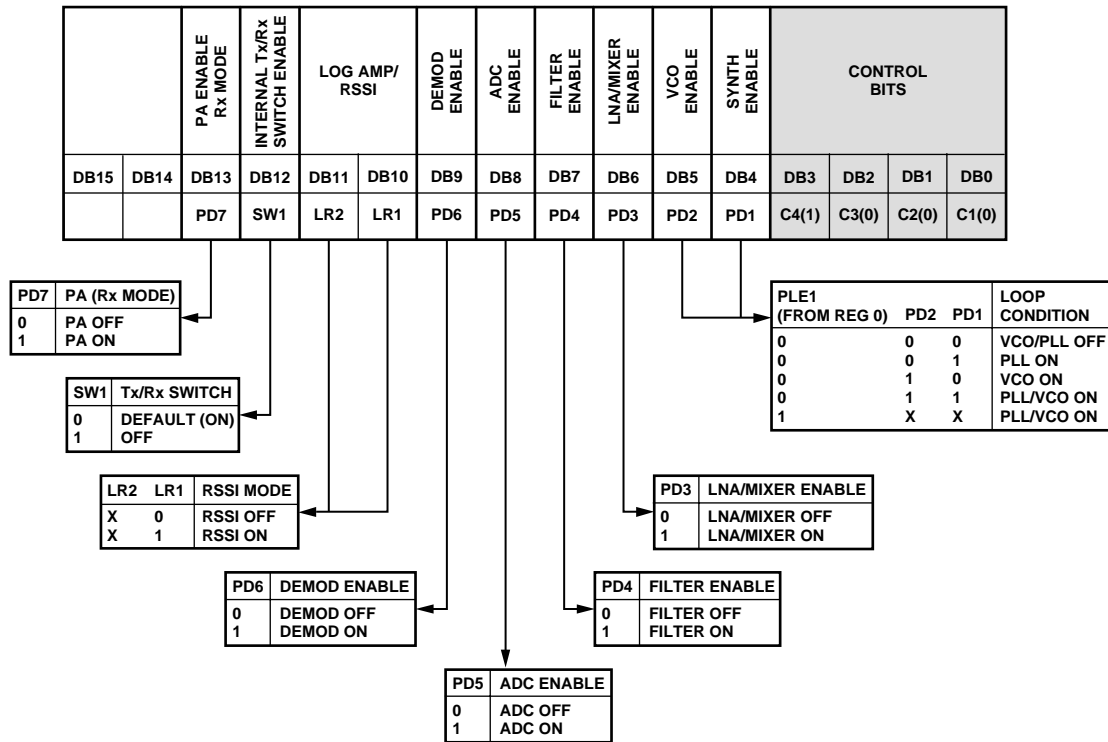 PA ENABLE
Rx MODE
INTERNAL Tx/Rx
SWITCH ENABLE
LOG AMP/
RSSI
DEMOD
ENABLE
ADC
ENABLE
FILTER
ENABLE
LNA/MIXER
ENABLE
VCO
ENABLE
SYNTH
ENABLE
CONTROL
BITS
DB15 DB14 DB13 DB12 DB11 DB10 DB9 DB8 DB7 DB6 DB5 DB4 DB3 DB2 DB1 DB0
PD7 SW1 LR2 LR1 PD6 PD5 PD4 PD3 PD2 PD1 C4(1) C3(0) C2(0) C1(0)
PD7 PA (Rx MODE)
0 PA OFF
1 PA ON
PLE1
(FROM REG 0) PD2 PD1 LOOP
CONDITION
0 0 0 VCO/PLL OFF
0 0 1 PLL ON
0 1 0 VCO ON
0 1 1 PLL/VCO ON
1 X X PLL/VCO ON
SW1 Tx/Rx SWITCH
0 DEFAULT (ON)
1 OFF
LR2 LR1 RSSI MODE
X 0 RSSI OFF
X 1 RSSI ON
PD3 LNA/MIXER ENABLE
0 LNA/MIXER OFF
1 LNA/MIXER ON
PD6 DEMOD ENABLE
0 DEMOD OFF
1 DEMOD ON
PD4 FILTER ENABLE
0 FILTER OFF
1 FILTER ON
PD5 ADC ENABLE
0 ADC OFF
1 ADC ON